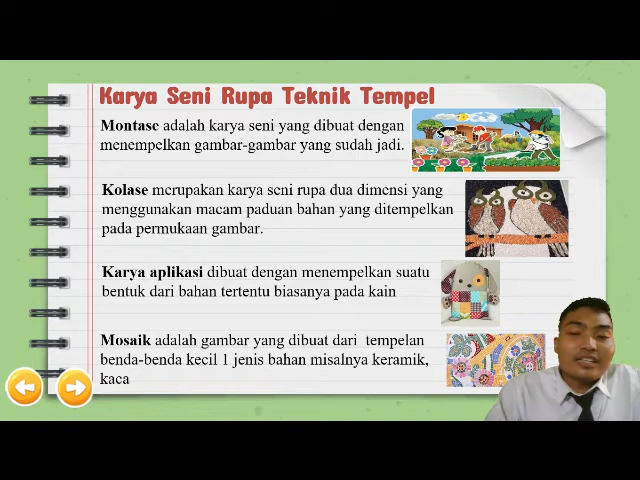 Karya Seni Rupa Teknik Tempel
Montase adalah karya seni yang dibuat dengan
menempelkan gambar-gambar yang sudah jadi.
Kolase merupakan karya seni rupa dua dimensi yang
menggunakan macam paduan bahan yang ditempelkan
pada permukaan gambar.
Karya aplikasi dibuat dengan menempelkan suatu
bentuk dari bahan tertentu biasanya pada kain
Mosaik adalah gambar yang dibuat dari tempelan
benda-benda kecil 1 jenis bahan misalnya keramik,
kaca